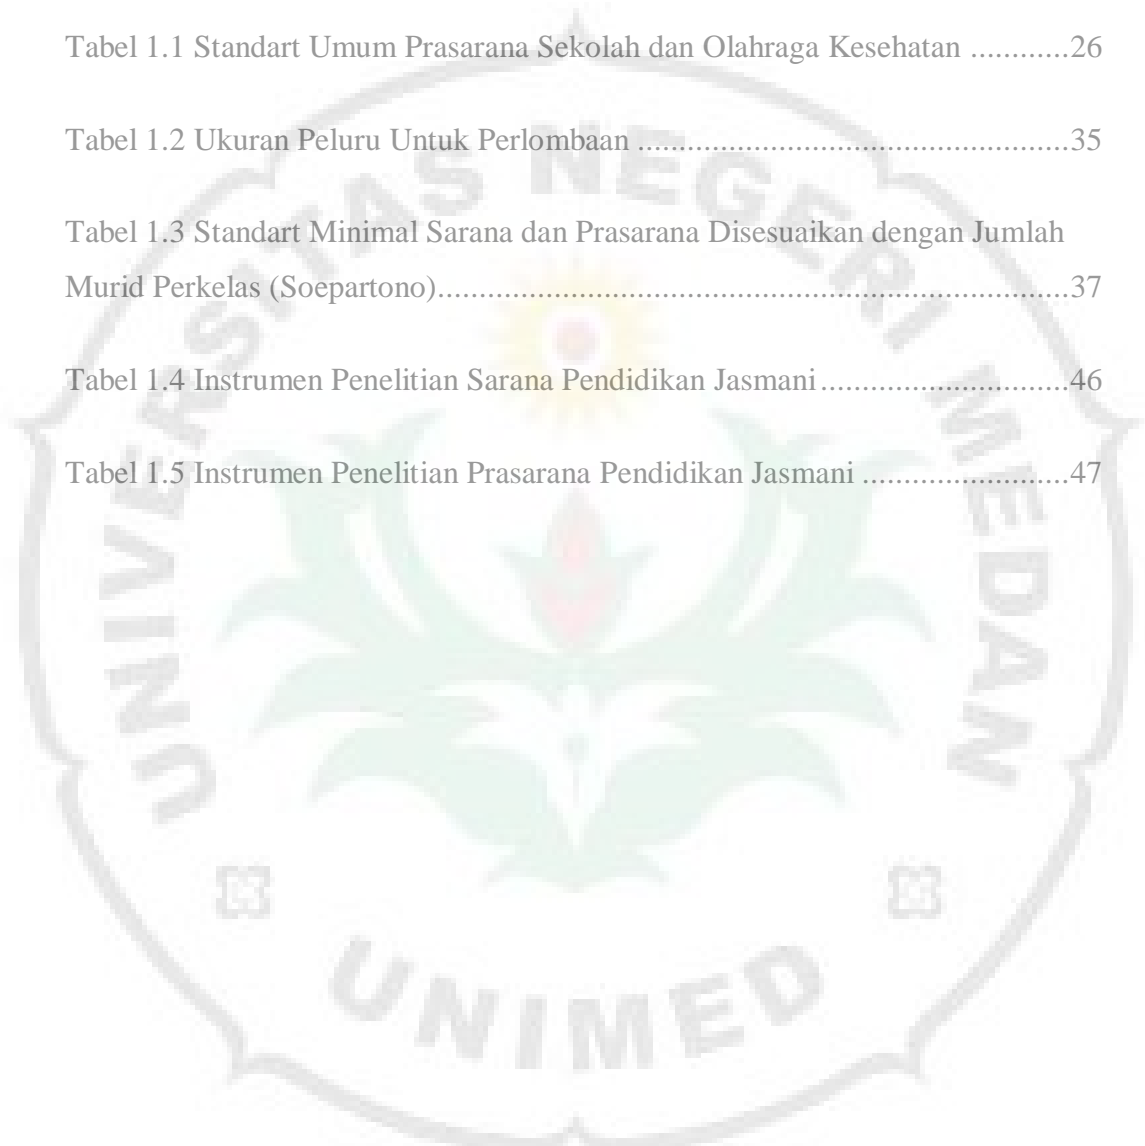 Tabel 1.1 Standart Umum Prasarana Sekolah dan Olahraga Kesehatan ............26
Tabel 1.2 Ukuran Peluru Untuk Perlombaan ....................................................35
Tabel 1.3 Standart Minimal Sarana dan Prasarana Disesuaikan dengan Jumlah
Murid Perkelas (Soepartono)............................................................................37
Tabel 1.4 Instrumen Penelitian Sarana Pendidikan Jasmani..............................46
Tabel 1.5 Instrumen Penelitian Prasarana Pendidikan Jasmani .........................47
UNIVERSITAS NEGERI MEDAN
UNIMED